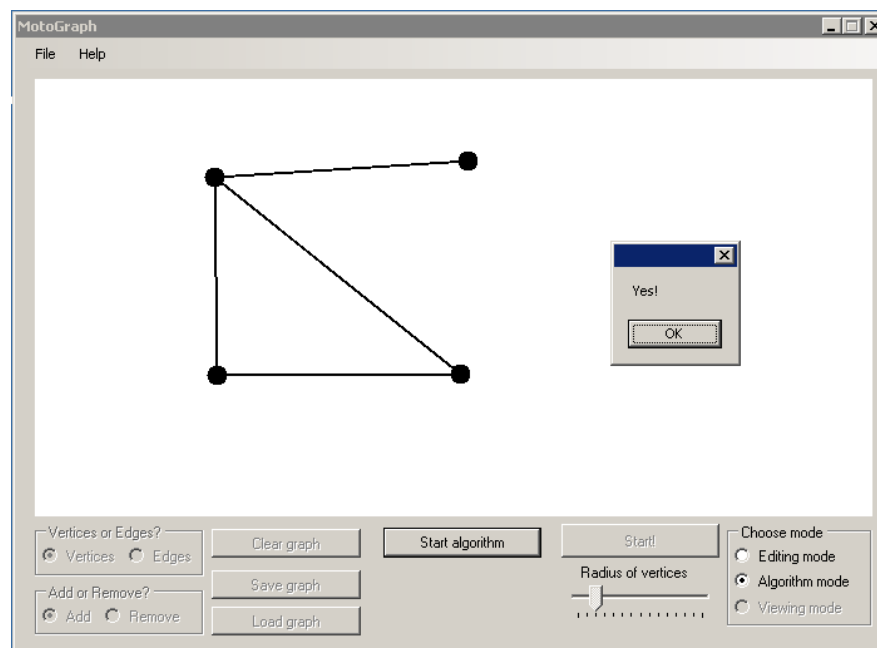 MotoGraph
File Help
Yes!
OK
Vertices or Edges?
Vertices Edges
Add or Remove?
Add Remove
Clear graph
Save graph
Load graph
Start algorithm
Start!
Radius of vertices
Choose mode
Editing mode
Algorithm mode
Viewing mode